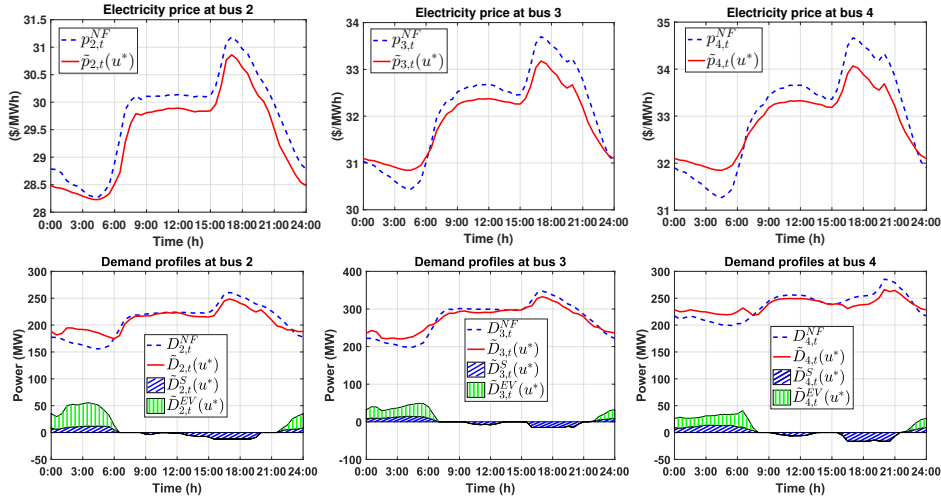 Electricity price at bus 2
31.5
31
30.5
30
29.5
29
28.5
28
($/MWh)
p_{2,t}^{NF}
p̃_{2,t}(u*)
0:00 3:00 6:00 9:00 12:00 15:00 18:00 21:00 24:00
Time (h)
Electricity price at bus 3
34
33
32
31
30
($/MWh)
p_{3,t}^{NF}
p̃_{3,t}(u*)
0:00 3:00 6:00 9:00 12:00 15:00 18:00 21:00 24:00
Time (h)
Electricity price at bus 4
35
34
33
32
31
($/MWh)
p_{4,t}^{NF}
p̃_{4,t}(u*)
0:00 3:00 6:00 9:00 12:00 15:00 18:00 21:00 24:00
Time (h)
Demand profiles at bus 2
300
250
200
150
100
50
0
-50
Power (MW)
D_{2,t}^{NF}
D̃_{2,t}(u*)
D̃_{2,t}^{S}(u*)
D̃_{2,t}^{EV}(u*)
0:00 3:00 6:00 9:00 12:00 15:00 18:00 21:00 24:00
Time (h)
Demand profiles at bus 3
400
300
200
100
0
-100
Power (MW)
D_{3,t}^{NF}
D̃_{3,t}(u*)
D̃_{3,t}^{S}(u*)
D̃_{3,t}^{EV}(u*)
0:00 3:00 6:00 9:00 12:00 15:00 18:00 21:00 24:00
Time (h)
Demand profiles at bus 4
300
250
200
150
100
50
0
-50
Power (MW)
D_{4,t}^{NF}
D̃_{4,t}(u*)
D̃_{4,t}^{S}(u*)
D̃_{4,t}^{EV}(u*)
0:00 3:00 6:00 9:00 12:00 15:00 18:00 21:00 24:00
Time (h)